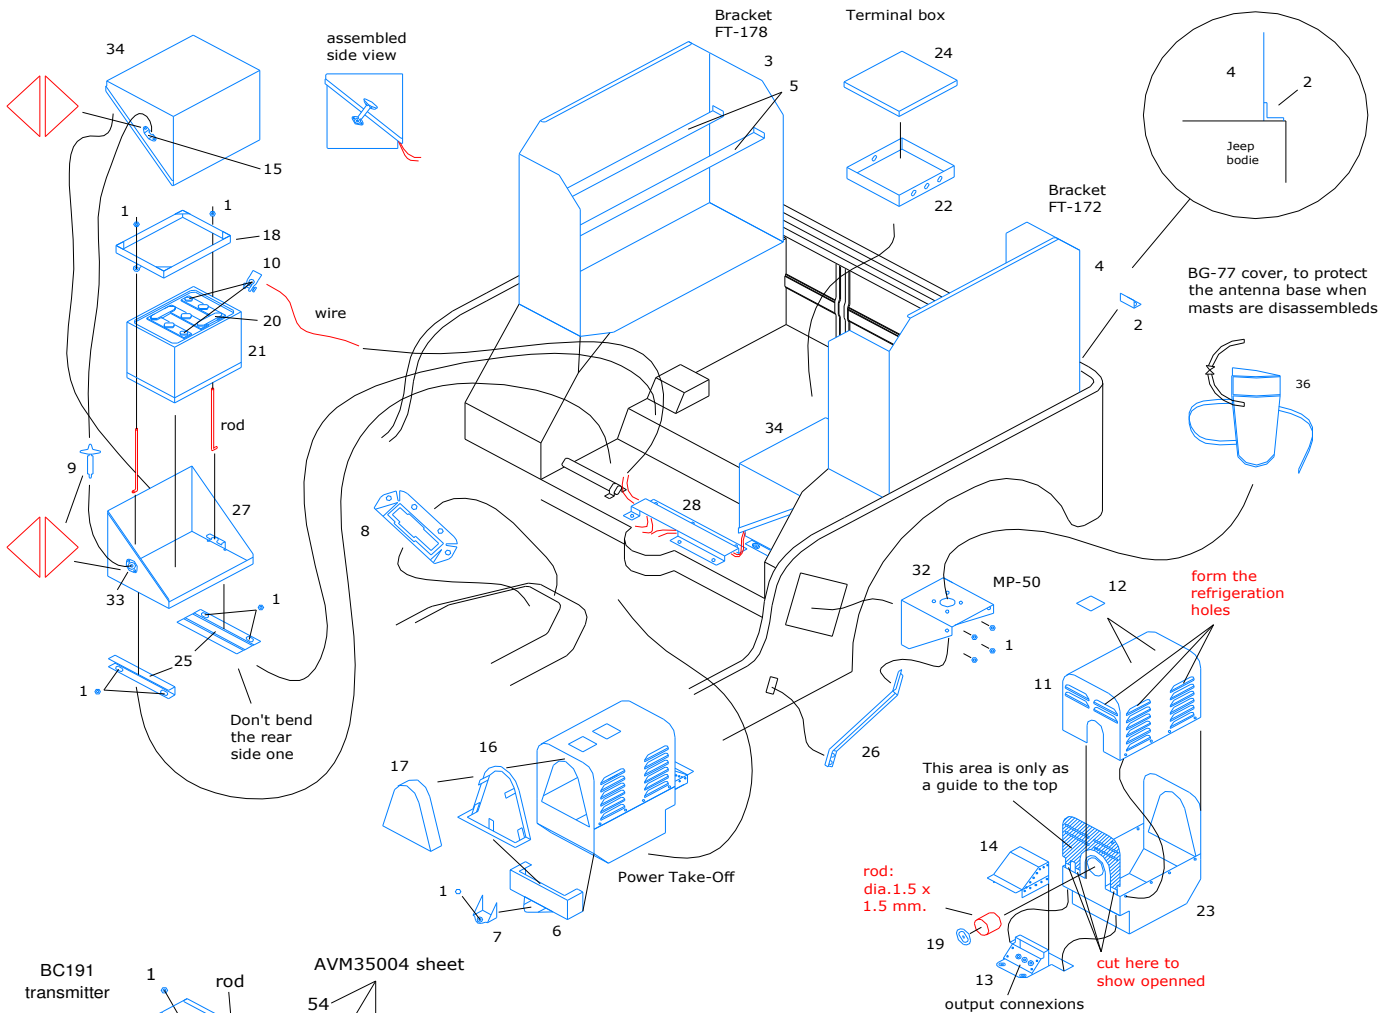 34
assembled
side view
Bracket
FT-178
3
5
Terminal box
24
4
2
Jeep
bodie
15
1
1
18
10
20
21
wire
22
Bracket
FT-172
4
2
BG-77 cover, to protect
the antenna base when
masts are disassembleds
36
rod
9
27
33
34
28
8
1
25
1
Don't bend
the rear
side one
32
MP-50
1
12
form the
refrigeration
holes
11
26
17
16
Power Take-Off
1
7
6
This area is only as
a guide to the top
14
rod:
dia.1.5 x
1.5 mm.
19
13
23
cut here to
show openned
output connexions
BC191
transmitter
1
rod
AVM35004 sheet
54